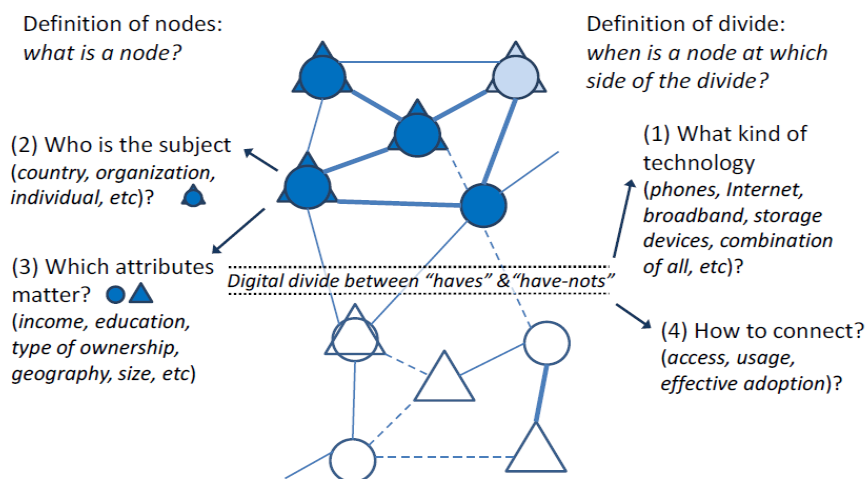 Definition of nodes:
what is a node?
Definition of divide:
when is a node at which
side of the divide?
(2) Who is the subject
(country, organization,
individual, etc)?
(1) What kind of
technology
(phones, Internet,
broadband, storage
devices, combination
of all, etc)?
(3) Which attributes
matter?
(income, education,
type of ownership,
geography, size, etc)
Digital divide between “haves” &“have-nots”
(4) How to connect?
(access, usage,
effective adoption)?